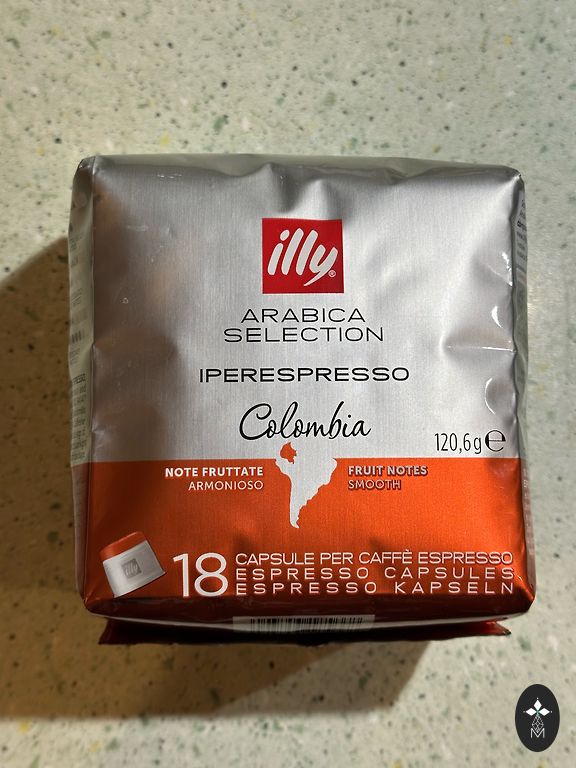 illy®
ARABICA
SELECTION
IPERESPRESSO
Colombia
120,6g ℮
NOTE FRUTTATE
ARMONIOSO
FRUIT NOTES
SMOOTH
illy
18 CAPSULE PER CAFFÈ ESPRESSO
ESPRESSO CAPSULES
ESPRESSO KAPSELN
M